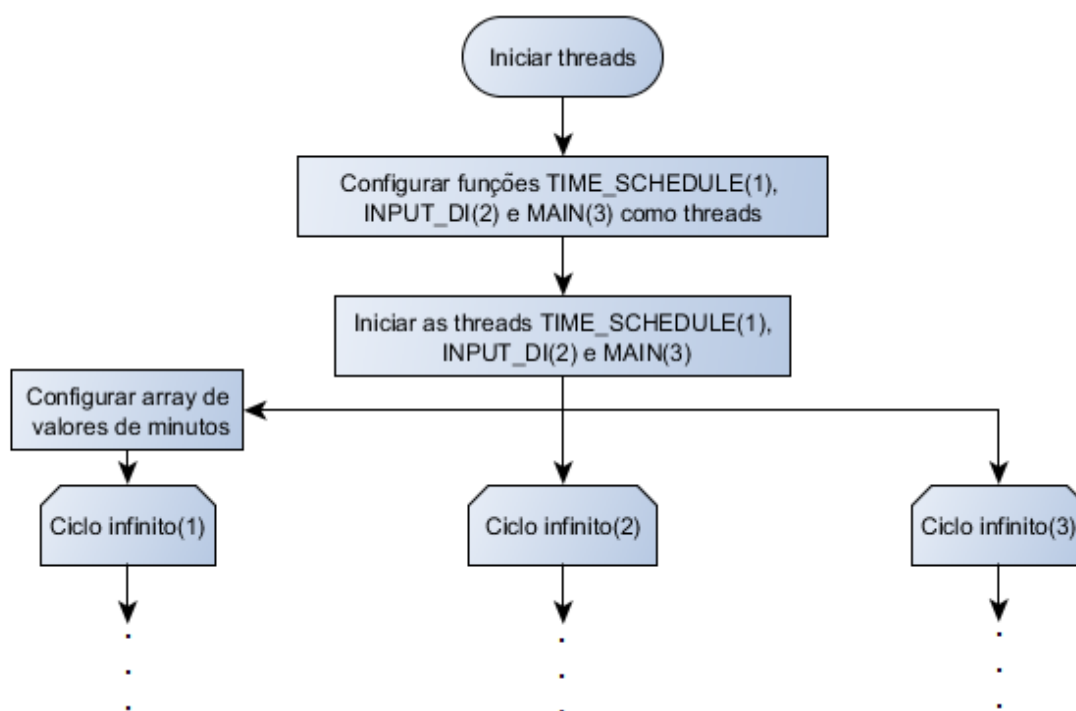 Iniciar threads
Configurar funções TIME_SCHEDULE(1),
INPUT_DI(2) e MAIN(3) como threads
Iniciar as threads TIME_SCHEDULE(1),
INPUT_DI(2) e MAIN(3)
Configurar array de
valores de minutos
Ciclo infinito(1)
Ciclo infinito(2)
Ciclo infinito(3)